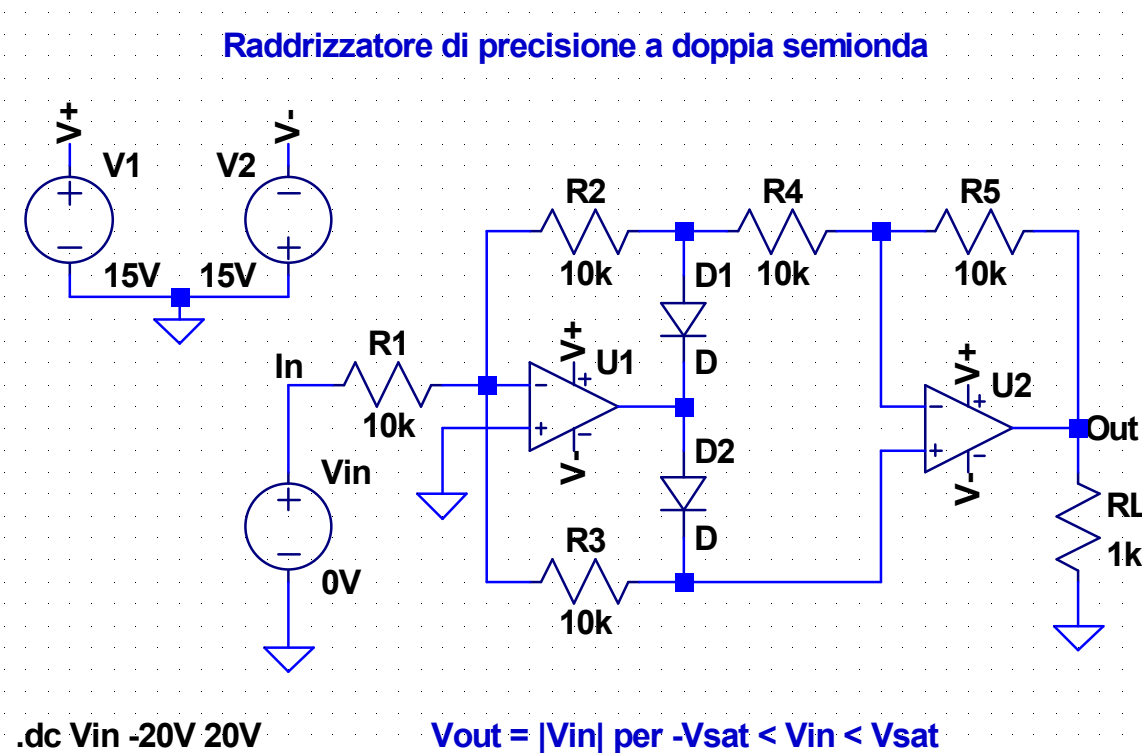 Raddrizzatore di precisione a doppia semionda
V+
V-
V1
V2
15V
15V
R2
10k
R4
10k
R5
10k
D1
D
In
R1
10k
V+
U1
V-
V+
U2
V-
Out
D2
D
Vin
0V
R3
10k
RL
1k
.dc Vin -20V 20V
Vout = |Vin| per -Vsat < Vin < Vsat